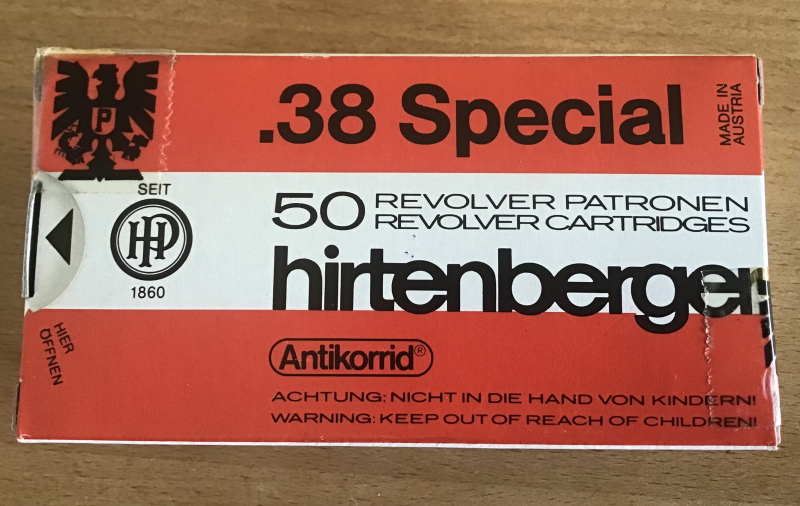 .38 Special
MADE IN
AUSTRIA
P
SEIT
HP
1860
50 REVOLVER PATRONEN
REVOLVER CARTRIDGES
hirtenberger
HIER
ÖFFNEN
Antikorrid®
ACHTUNG: NICHT IN DIE HAND VON KINDERN!
WARNING: KEEP OUT OF REACH OF CHILDREN!